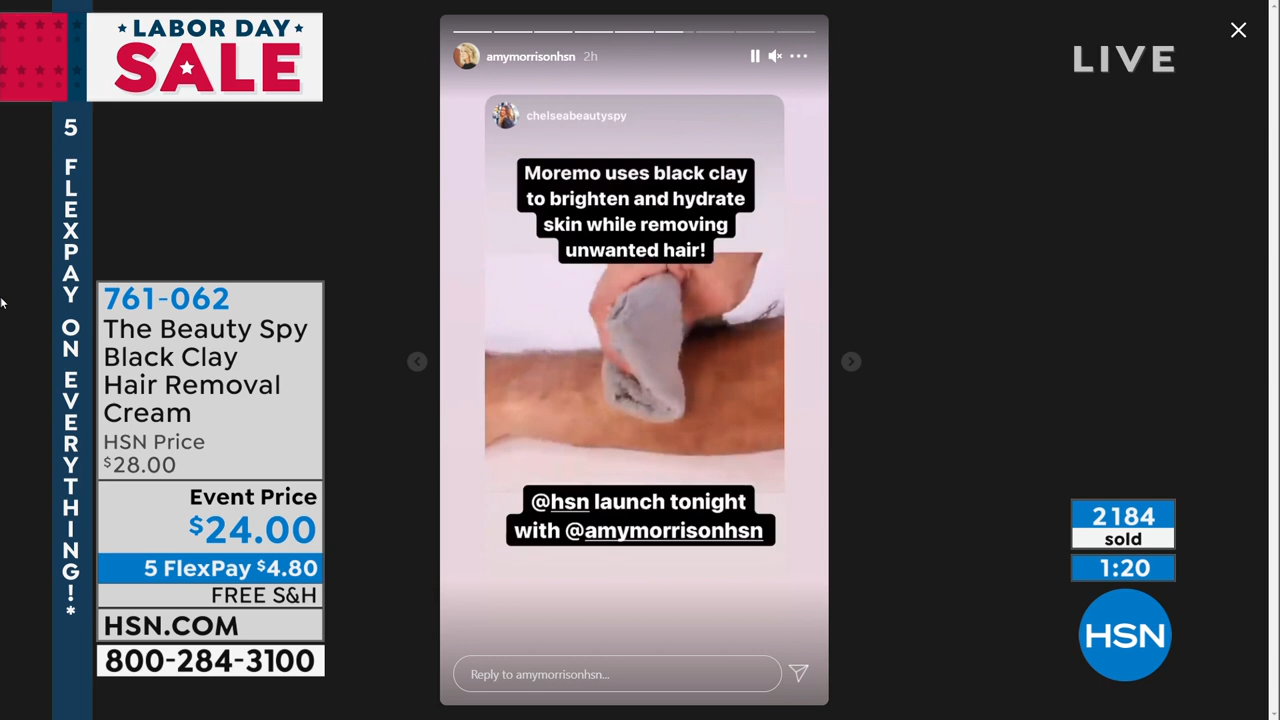 LABOR DAY
SALE
5 FLEXPAY ON EVERYTHING!*
761-062
The Beauty Spy
Black Clay
Hair Removal
Cream
HSN Price
$28.00
Event Price
$24.00
5 FlexPay $4.80
FREE S&H
HSN.COM
800-284-3100
amymorrisonhsn 2h
chelseabeautyspy
Moremo uses black clay
to brighten and hydrate
skin while removing
unwanted hair!
@hsn launch tonight
with @amymorrisonhsn
Reply to amymorrisonhsn...
LIVE
2184
sold
1:20
HSN